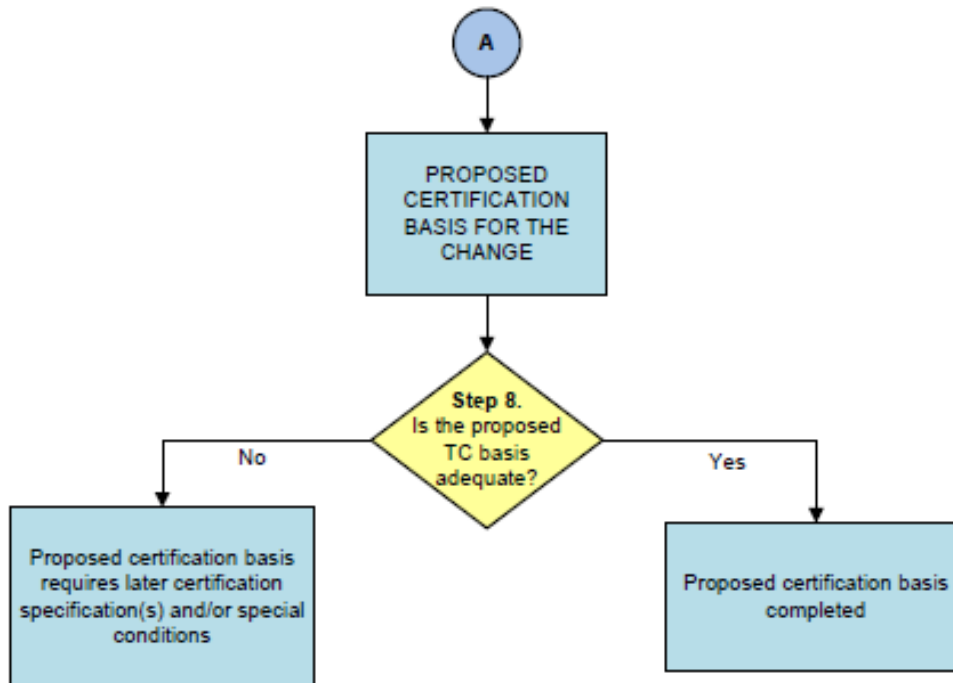 A
PROPOSED
CERTIFICATION
BASIS FOR THE
CHANGE
Step 8.
Is the proposed
TC basis
adequate?
No
Yes
Proposed certification basis
requires later certification
specification(s) and/or special
conditions
Proposed certification basis
completed